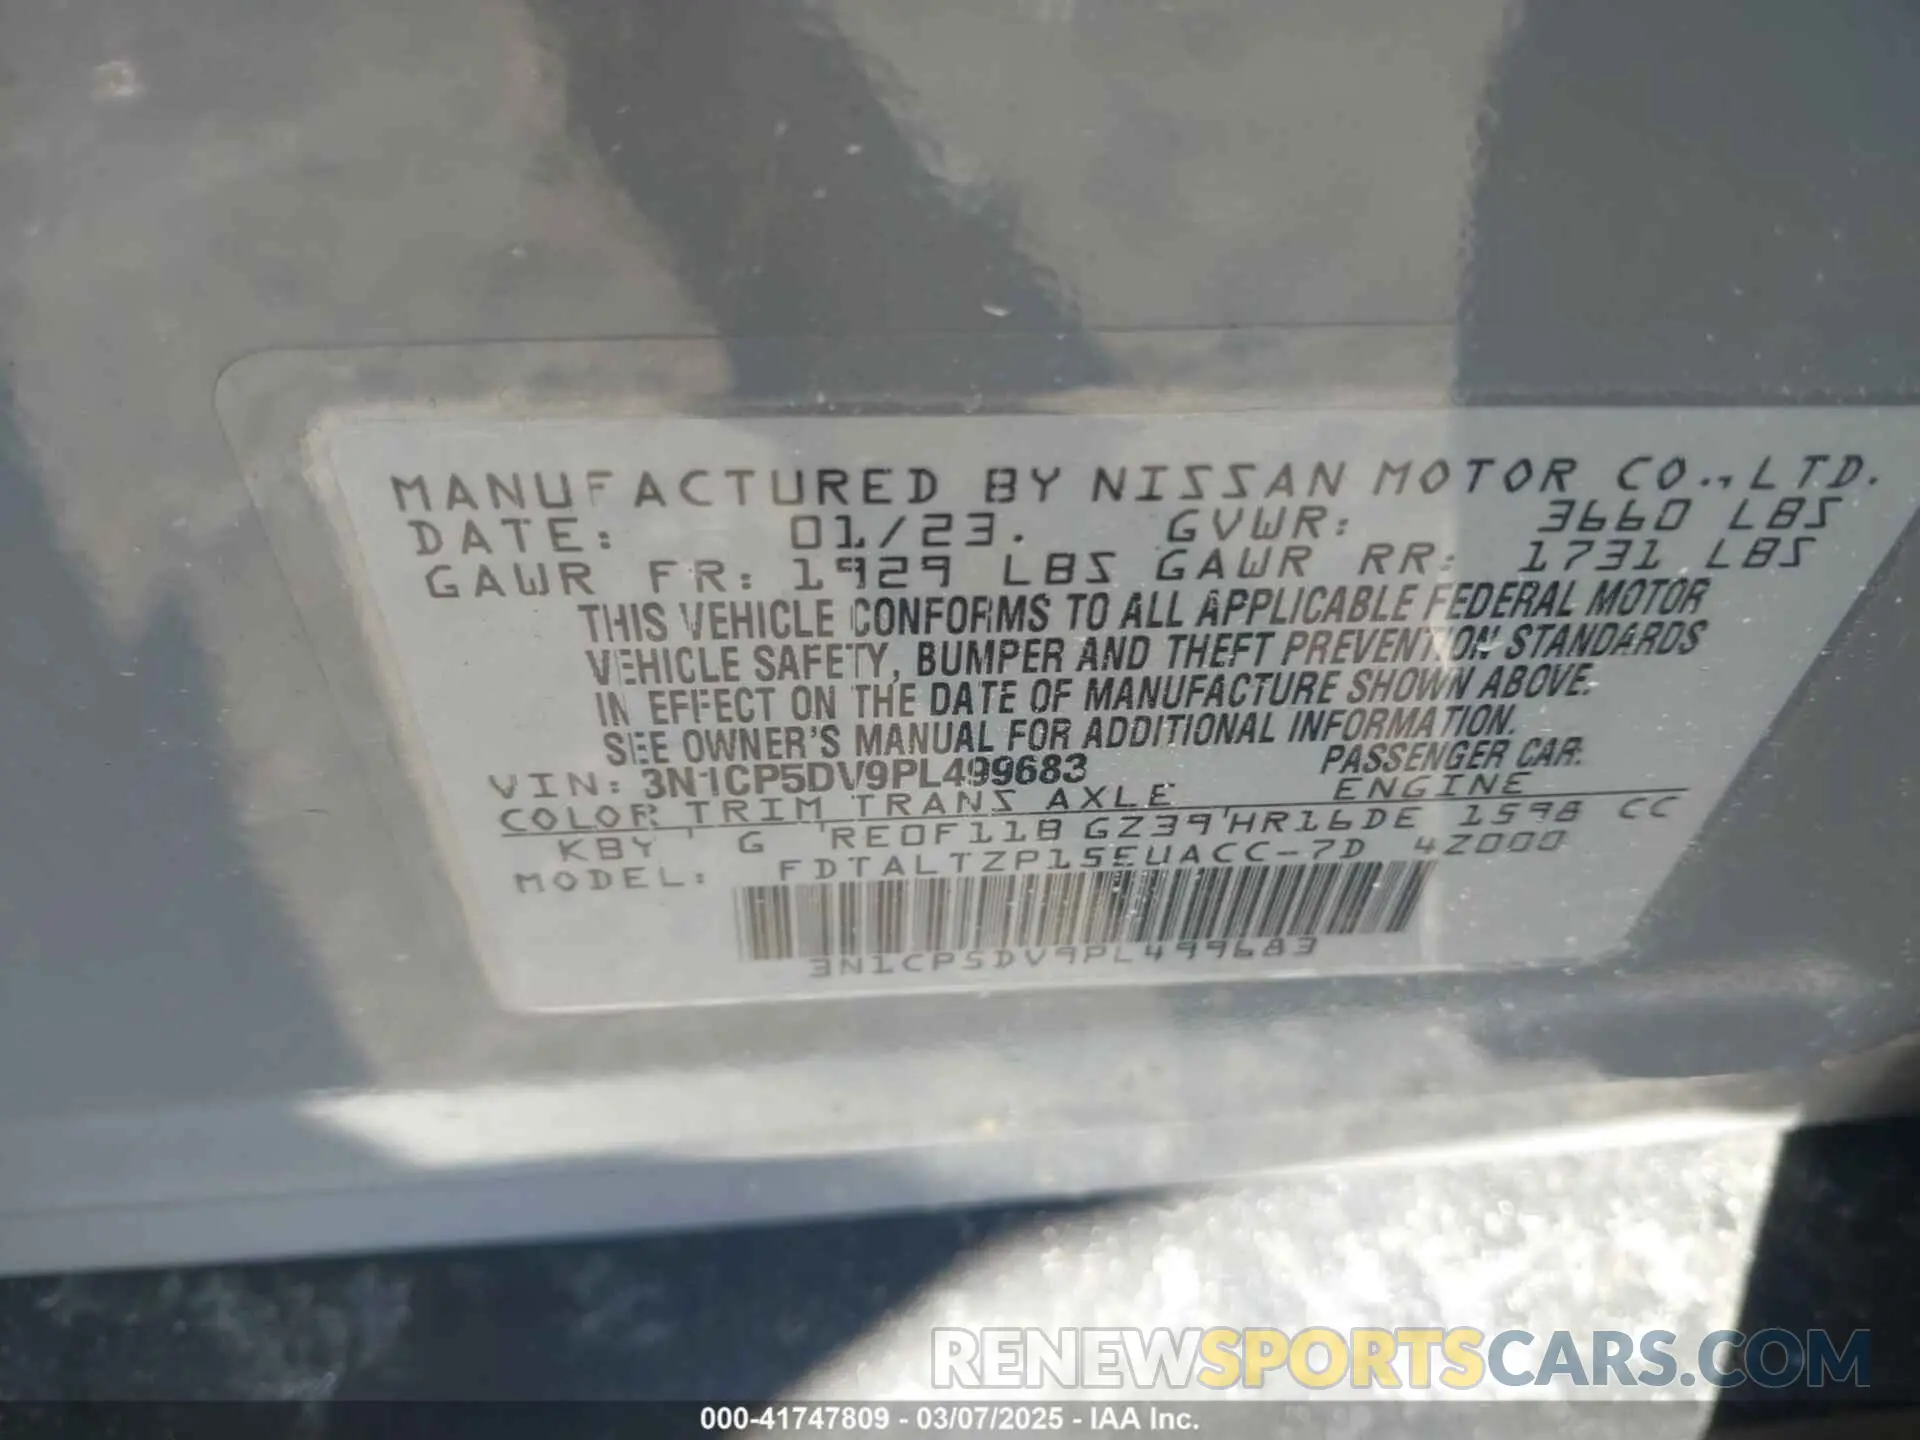 MANUFACTURED BY NISSAN MOTOR CO., LTD.
DATE: 01/23. GVWR: 3660 LBS
GAWR FR: 1929 LBS GAWR RR: 1731 LBS
THIS VEHICLE CONFORMS TO ALL APPLICABLE FEDERAL MOTOR
VEHICLE SAFETY, BUMPER AND THEFT PREVENTION STANDARDS
IN EFFECT ON THE DATE OF MANUFACTURE SHOWN ABOVE.
SEE OWNER'S MANUAL FOR ADDITIONAL INFORMATION.
VIN: 3N1CP5DV9PL499683 PASSENGER CAR:
COLOR TRIM TRANS AXLE ENGINE
KBY G RE0F11B GZ39 HR16DE 1598 CC
MODEL: FDTALTZP15EUACC-7D 4Z000
3N1CP5DV9PL499683
RENEWSPORTSCARS.COM
000-41747809 - 03/07/2025 - IAA Inc.